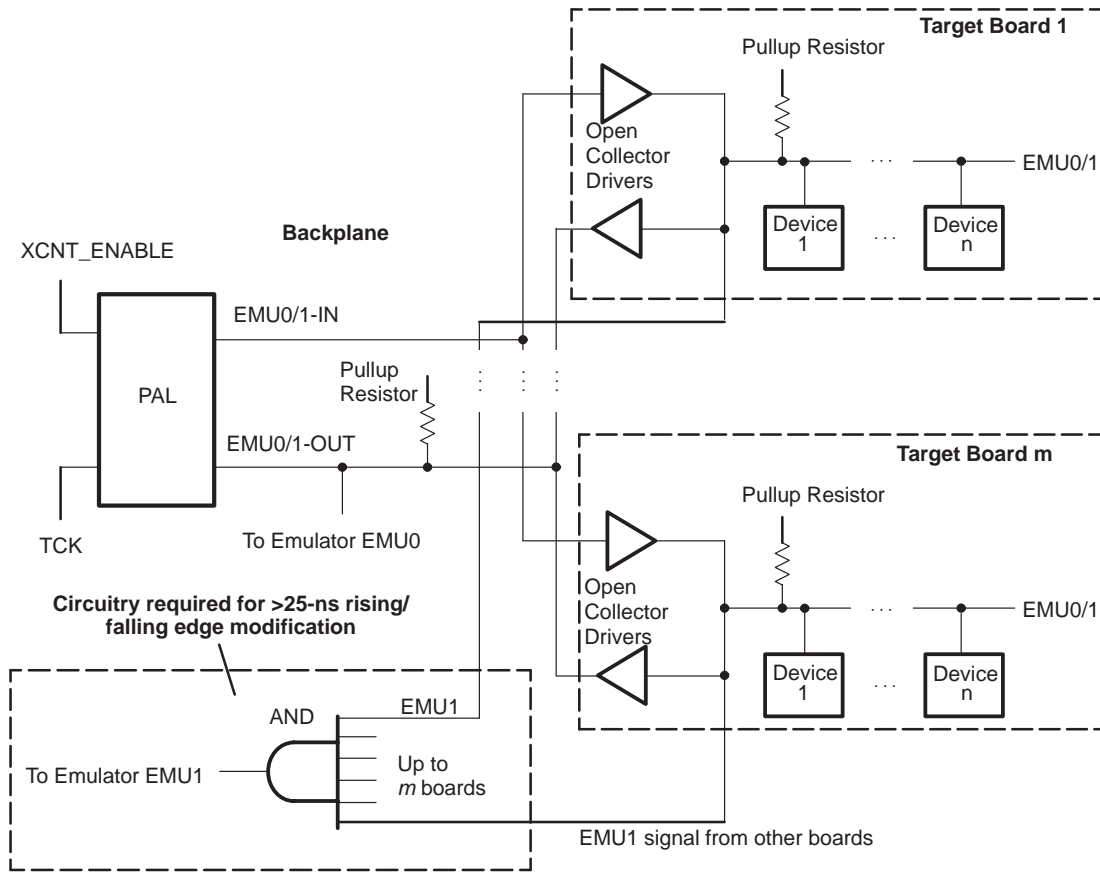 Target Board 1
Pullup Resistor
Open
Collector
Drivers
EMU0/1
Device
1
Device
n
. . .
. . .
Backplane
XCNT_ENABLE
EMU0/1-IN
PAL
Pullup
Resistor
EMU0/1-OUT
TCK
To Emulator EMU0
Target Board m
Pullup Resistor
Open
Collector
Drivers
EMU0/1
Device
1
Device
n
. . .
. . .
Circuitry required for >25-ns rising/
falling edge modification
AND
EMU1
To Emulator EMU1
Up to
m boards
EMU1 signal from other boards